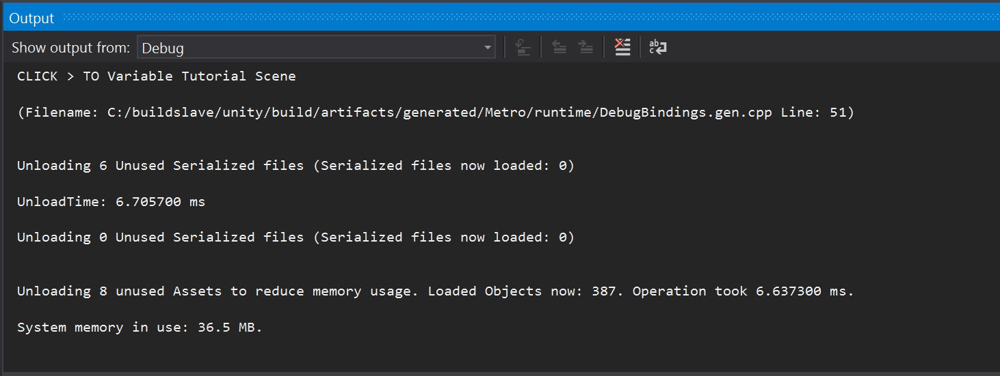 Output
Show output from: Debug
ab
c
CLICK > TO Variable Tutorial Scene
(Filename: C:/buildslave/unity/build/artifacts/generated/Metro/runtime/DebugBindings.gen.cpp Line: 51)
Unloading 6 Unused Serialized files (Serialized files now loaded: 0)
UnloadTime: 6.705700 ms
Unloading 0 Unused Serialized files (Serialized files now loaded: 0)
Unloading 8 unused Assets to reduce memory usage. Loaded Objects now: 387. Operation took 6.637300 ms.
System memory in use: 36.5 MB.